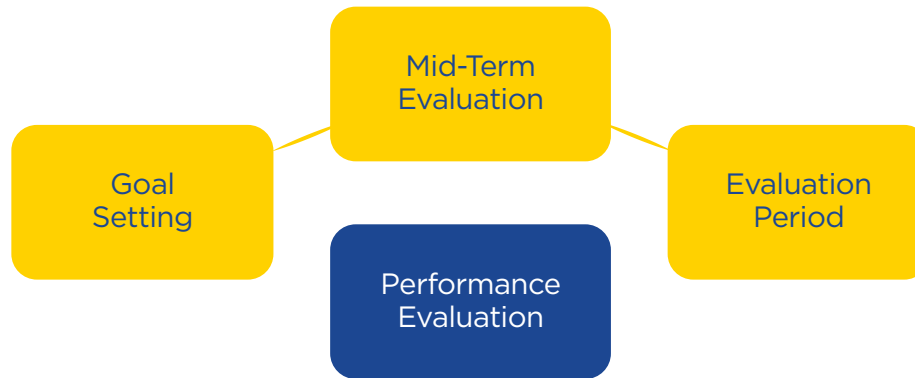 Mid-Term
Evaluation
Goal
Setting
Evaluation
Period
Performance
Evaluation